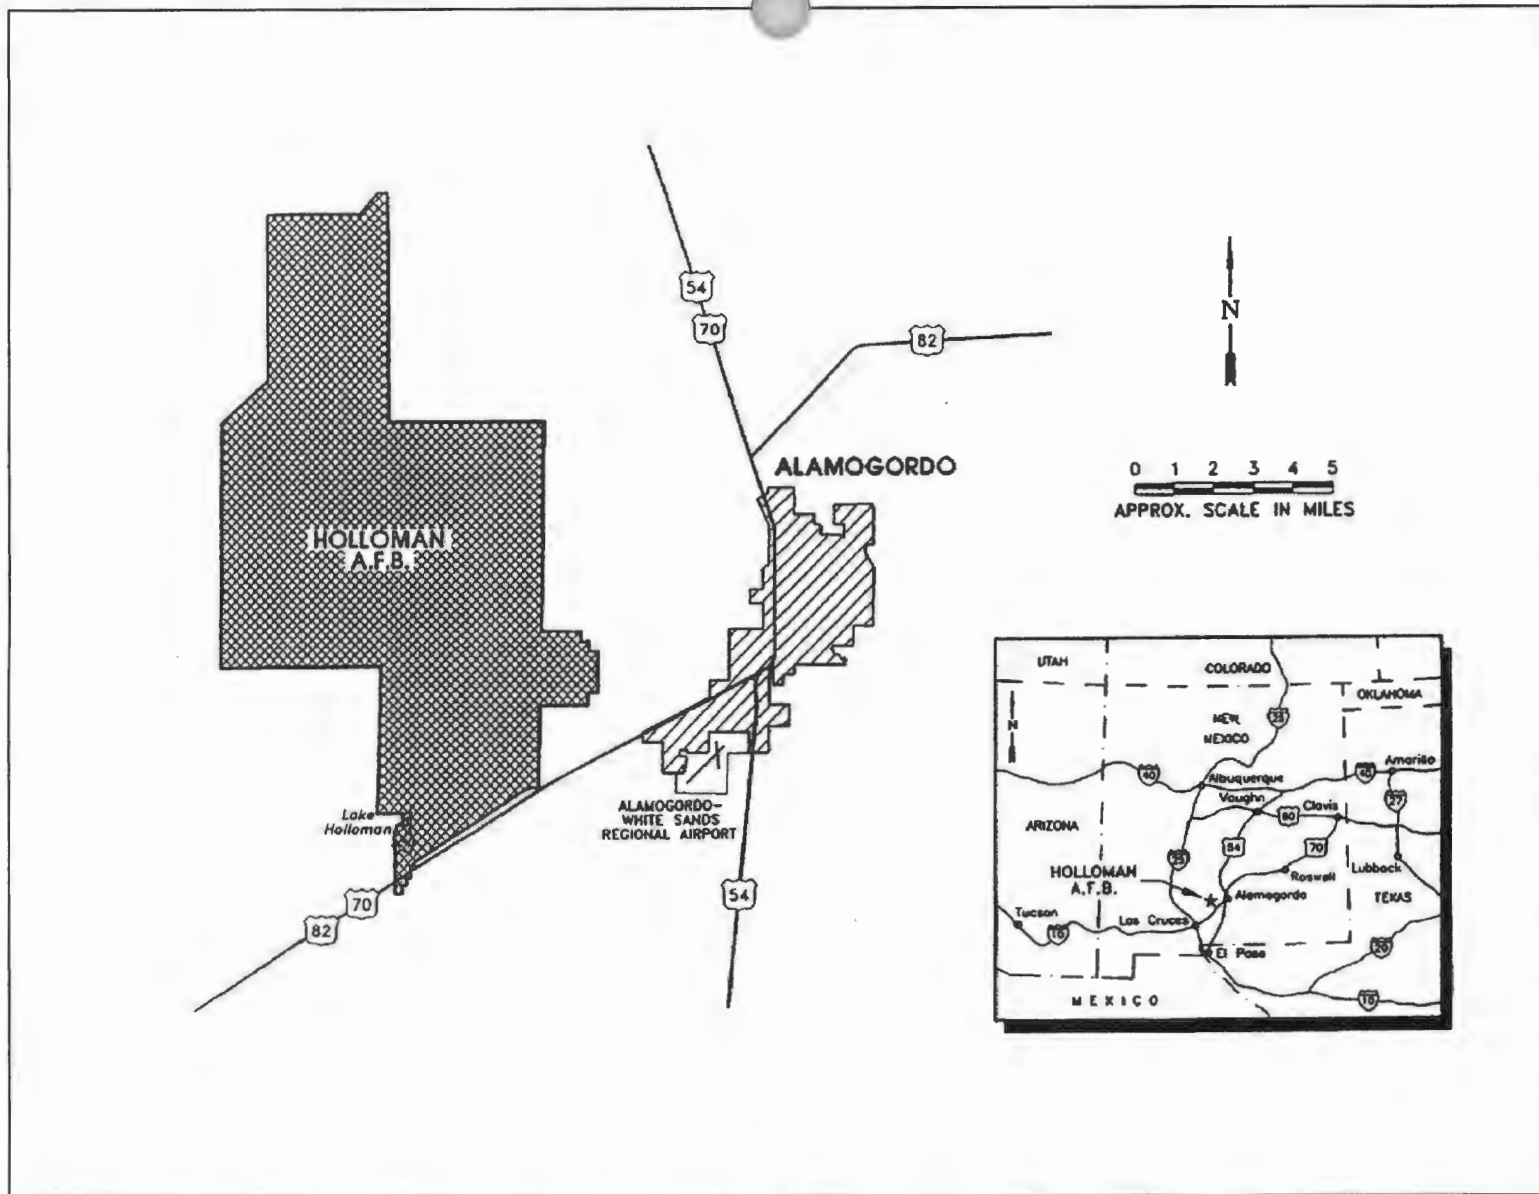 54
70
82
N
ALAMOGORDO
0 1 2 3 4 5
APPROX. SCALE IN MILES
HOLLOMAN
A.F.B.
Lake
Holloman
ALAMOGORDO-
WHITE SANDS
REGIONAL AIRPORT
54
70
82
UTAH
COLORADO
OKLAHOMA
N
NEW
MEXICO
25
40
Albuquerque
40
Amarillo
Vaughn
60
Clovis
27
ARIZONA
25
54
70
Roswell
Lubbock
HOLLOMAN
A.F.B.
Alamogordo
TEXAS
Tucson
10
Las Cruces
El Paso
20
MEXICO
10